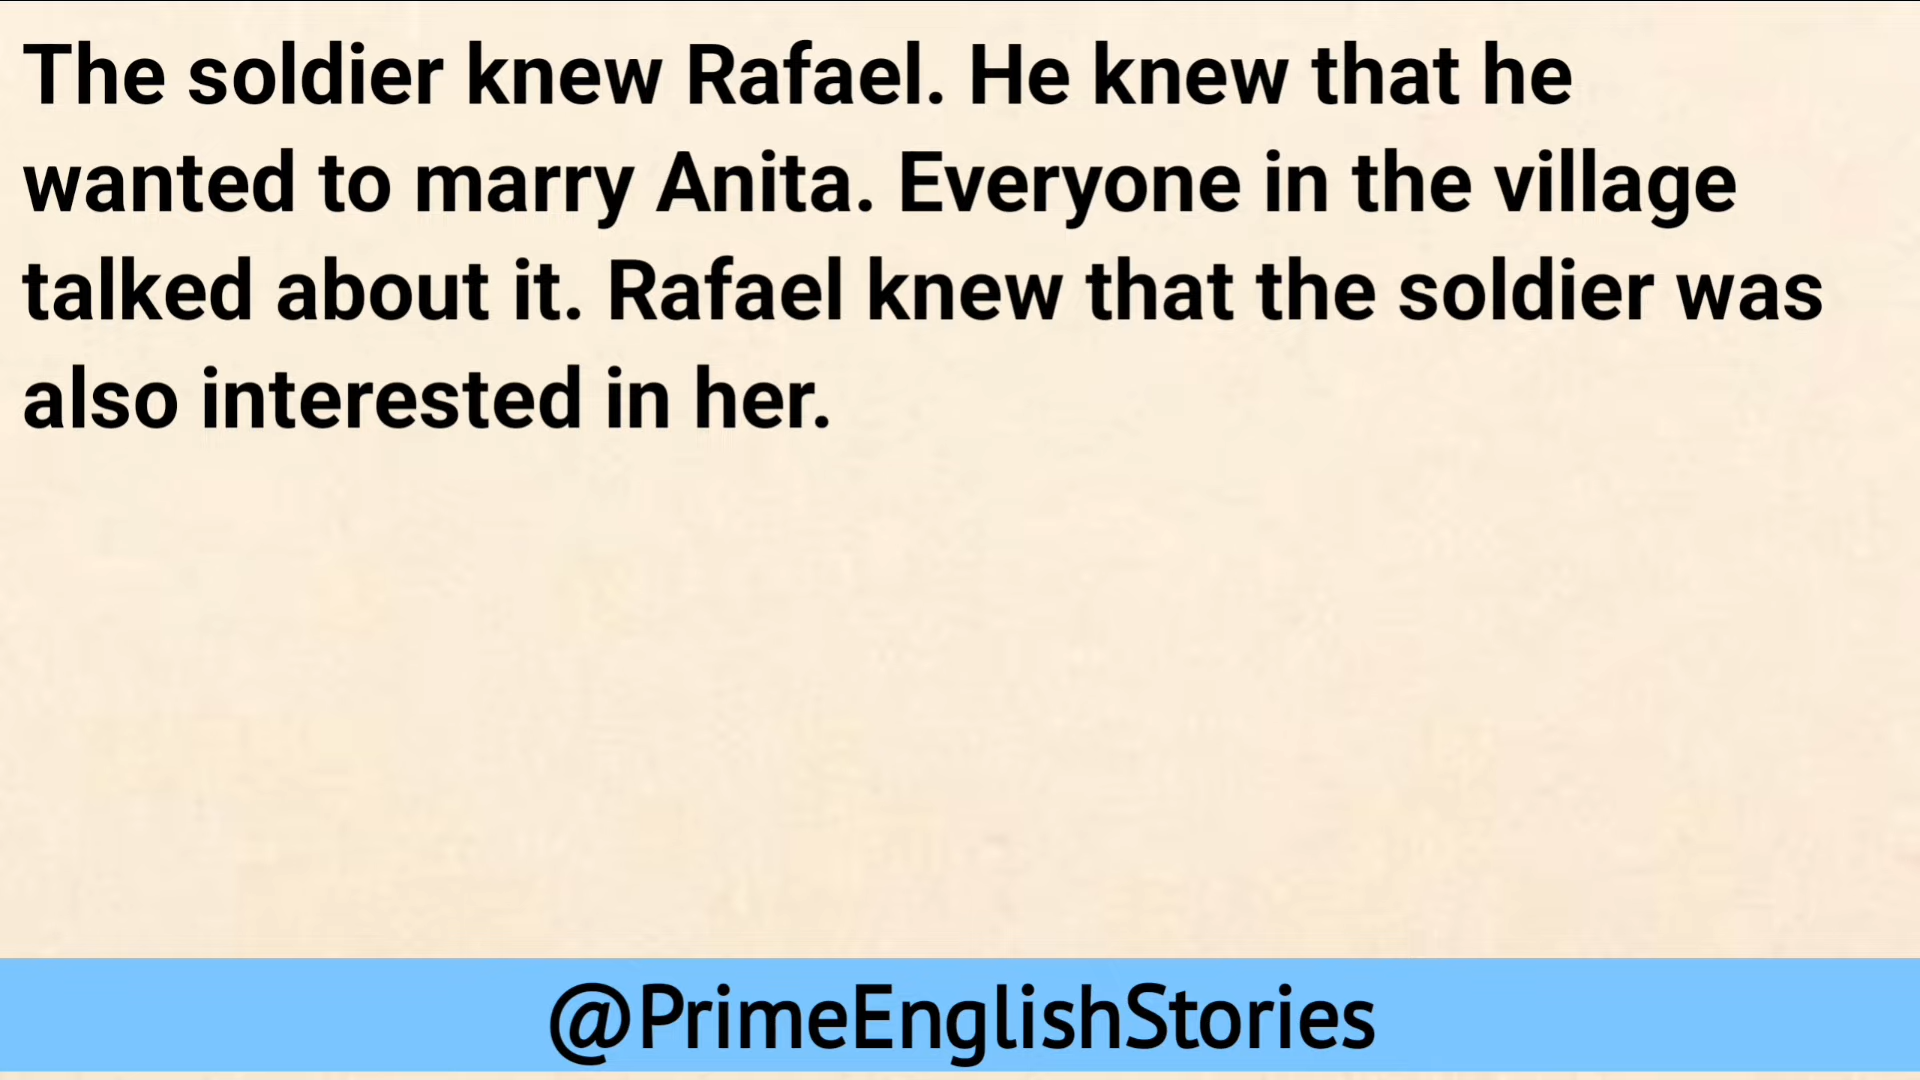 The soldier knew Rafael. He knew that he
wanted to marry Anita. Everyone in the village
talked about it. Rafael knew that the soldier was
also interested in her.
@PrimeEnglishStories